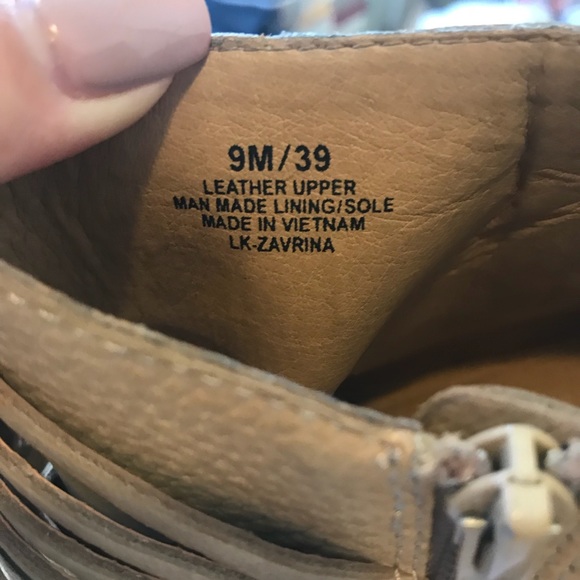 9M/39
LEATHER UPPER
MAN MADE LINING/SOLE
MADE IN VIETNAM
LK-ZAVRINA